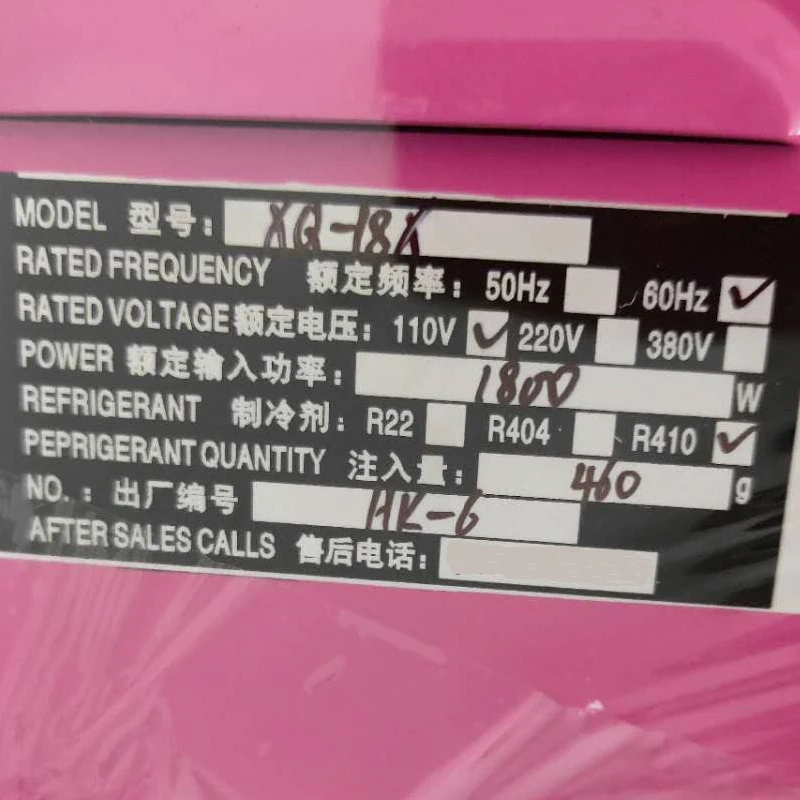 MODEL 型号: XQ-18X
RATED FREQUENCY 额定频率: 50Hz 60Hz ✓
RATED VOLTAGE 额定电压: 110V ✓ 220V 380V
POWER 额定输入功率: 1800 W
REFRIGERANT 制冷剂: R22 R404 R410 ✓
PEPRIGERANT QUANTITY 注入量: 460 g
NO.: 出厂编号 HK-6
AFTER SALES CALLS 售后电话: